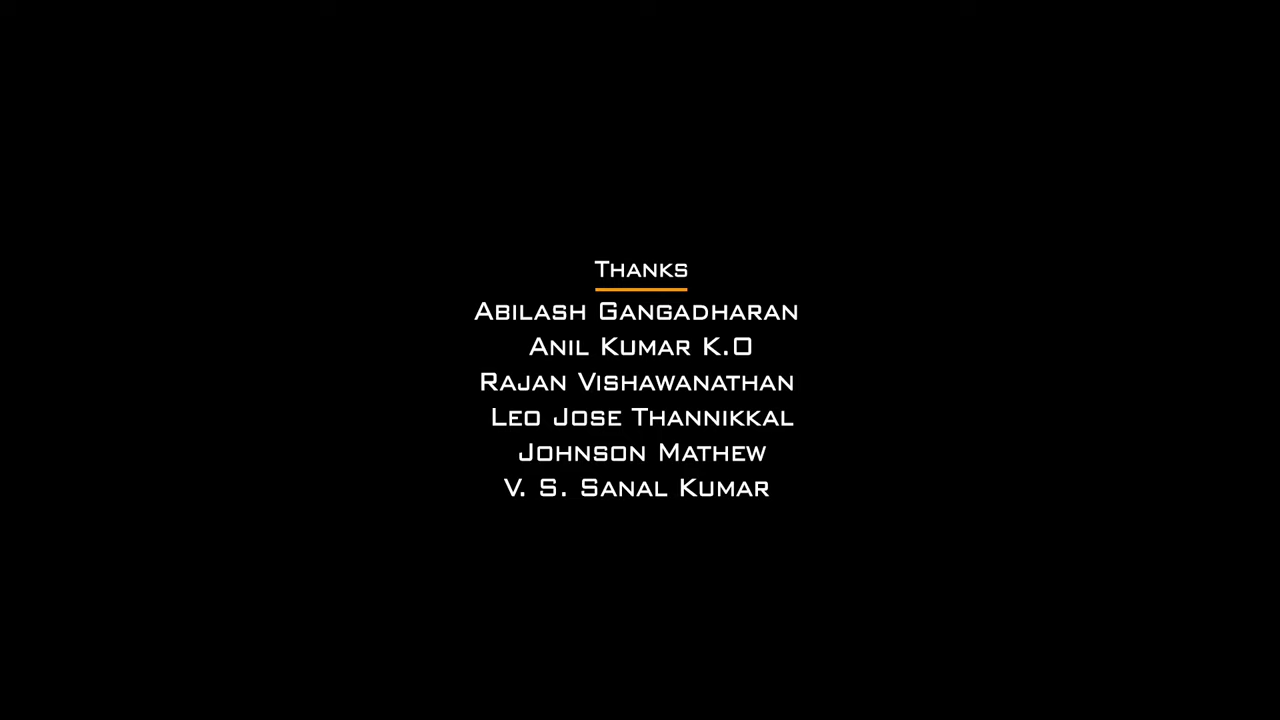 Thanks
Abilash Gangadharan
Anil Kumar K.O
Rajan Vishawanathan
Leo Jose Thannikkal
Johnson Mathew
V. S. Sanal Kumar